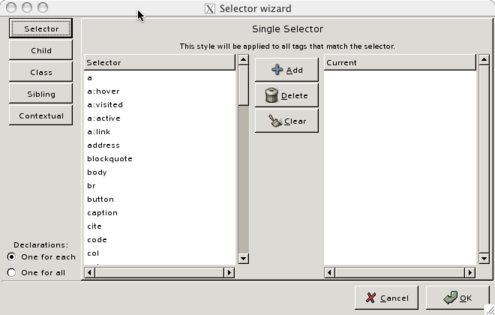 Selector wizard
Selector
Child
Class
Sibling
Contextual
Declarations:
One for each
One for all
Single Selector
This style will be applied to all tags that match the selector.
Selector
a
a:hover
a:visited
a:active
a:link
address
blockquote
body
br
button
caption
cite
code
col
Add
Delete
Clear
Current
Cancel
OK